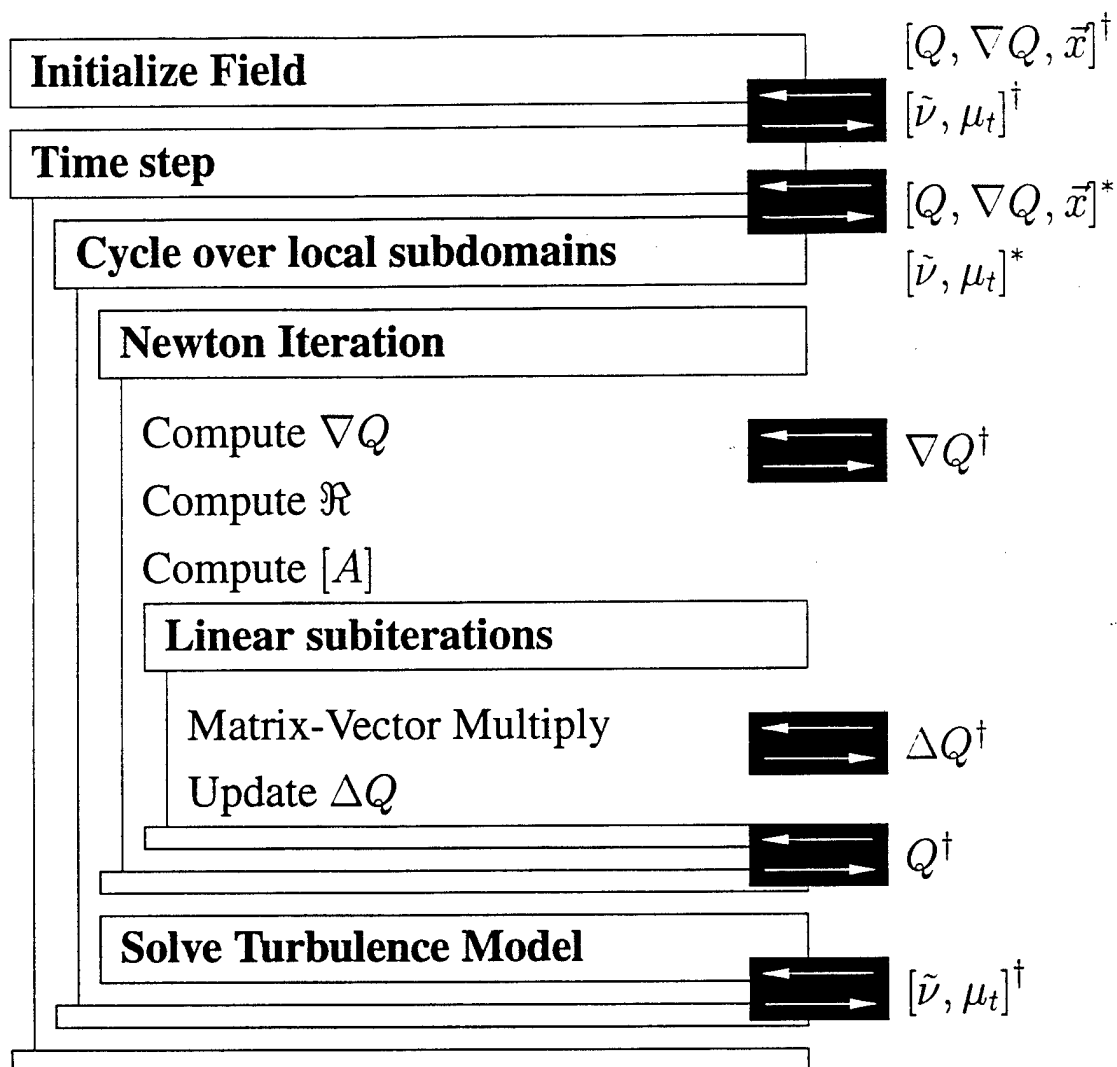 [Q, ∇Q, x⃗]†
Initialize Field
[ν̃, μₜ]†
Time step
[Q, ∇Q, x⃗]*
Cycle over local subdomains
[ν̃, μₜ]*
Newton Iteration
Compute ∇Q
∇Q†
Compute ℜ
Compute [A]
Linear subiterations
Matrix-Vector Multiply
ΔQ†
Update ΔQ
Q†
Solve Turbulence Model
[ν̃, μₜ]†